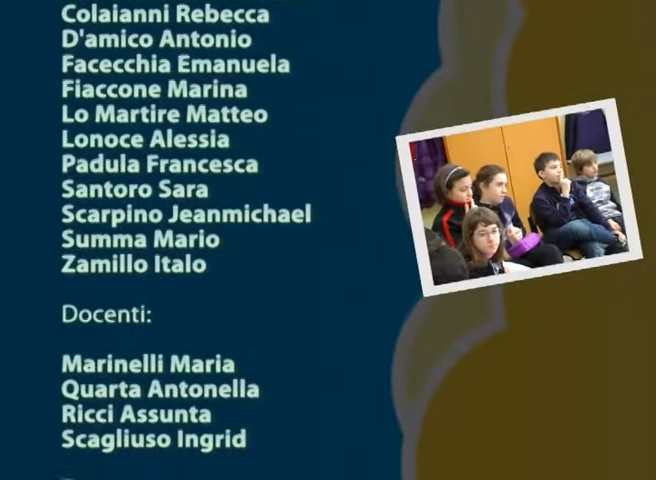 Colaianni Rebecca
D'amico Antonio
Facecchia Emanuela
Fiaccone Marina
Lo Martire Matteo
Lonoce Alessia
Padula Francesca
Santoro Sara
Scarpino Jeanmichael
Summa Mario
Zamillo Italo
Docenti:
Marinelli Maria
Quarta Antonella
Ricci Assunta
Scagliuso Ingrid